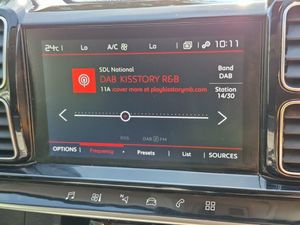 24°C Lo A/C Lo 10:11
SDL National
DAB KISSTORY R&B
11A :cover more at playkisstorymb.com
Band
DAB
Station
14/30
DAB FM
OPTIONS Frequency Presets List SOURCES